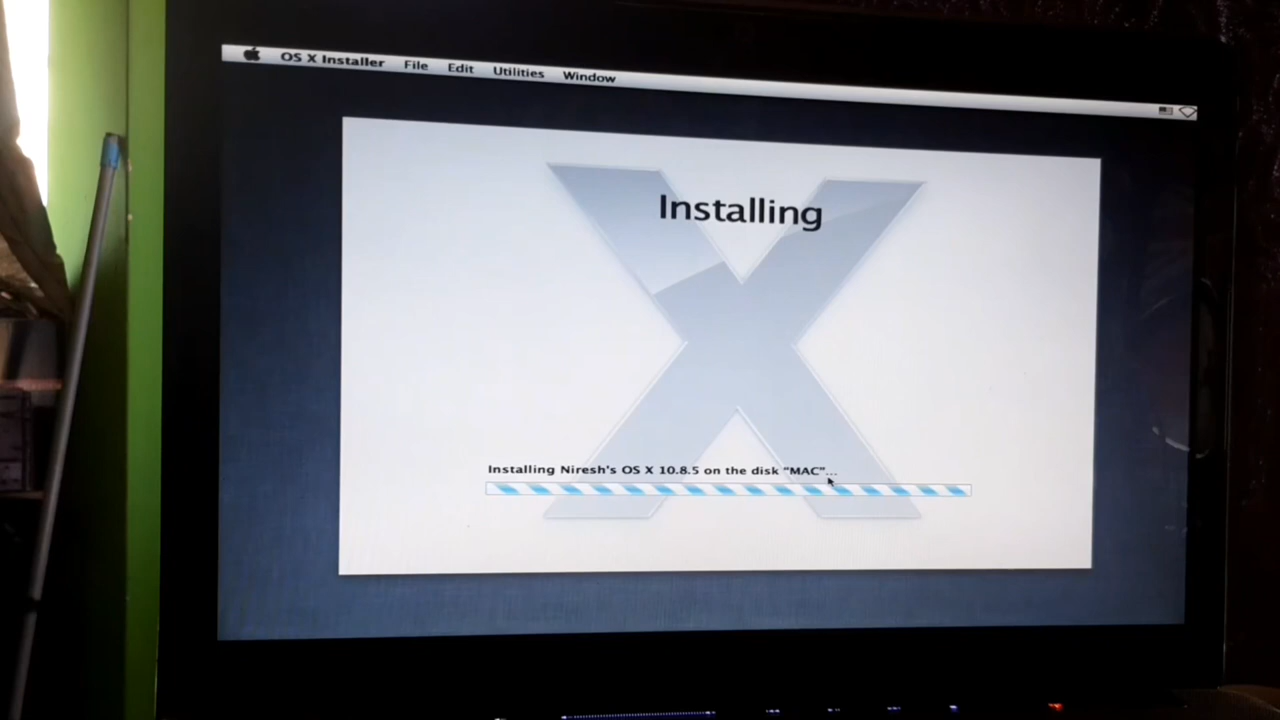 OS X Installer File Edit Utilities Window
Installing
Installing Niresh's OS X 10.8.5 on the disk "MAC"...